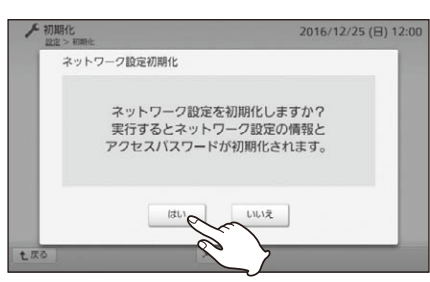 初期化
設定 > 初期化
2016/12/25 (日) 12:00
ネットワーク設定初期化
ネットワーク設定を初期化しますか？
実行するとネットワーク設定の情報と
アクセスパスワードが初期化されます。
はい
いいえ
戻る